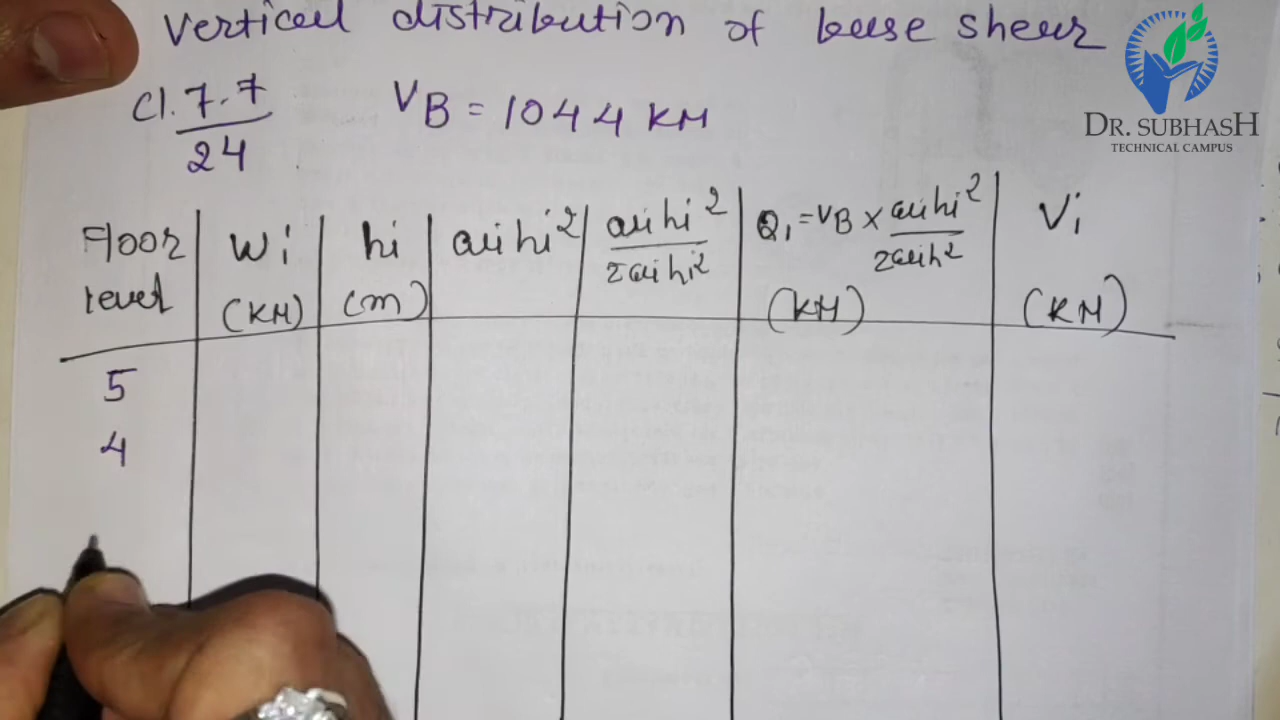 Vertical distribution of base shear
Cl. 7.7/24 VB = 1044 KN
DR. SUBHASH
TECHNICAL CAMPUS
Floor level | Wi (KN) | hi (m) | wihi² | wihi²/Σwihi² | Qi = VB × wihi²/Σwih² (KN) | Vi (KN)
5
4